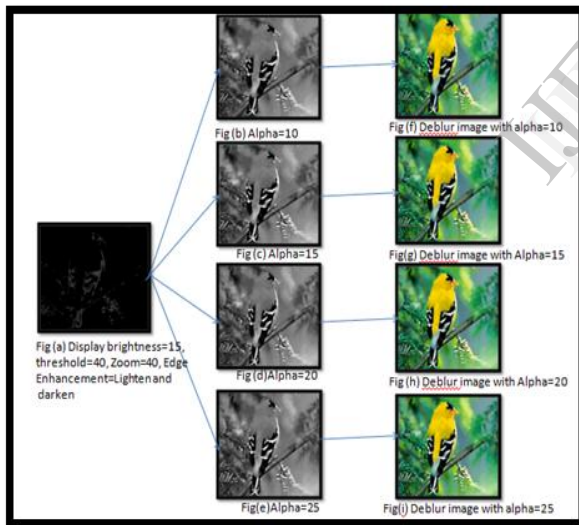 Fig (b) Alpha=10
Fig (f) Deblur image with alpha=10
Fig (c) Alpha=15
Fig(g) Deblur image with Alpha=15
Fig (a) Display brightness=15,
threshold=40, Zoom=40, Edge
Enhancement=Lighten and
darken
Fig (d)Alpha=20
Fig (h) Deblur image with Alpha=20
Fig(e)Alpha=25
Fig(i) Deblur image with alpha=25